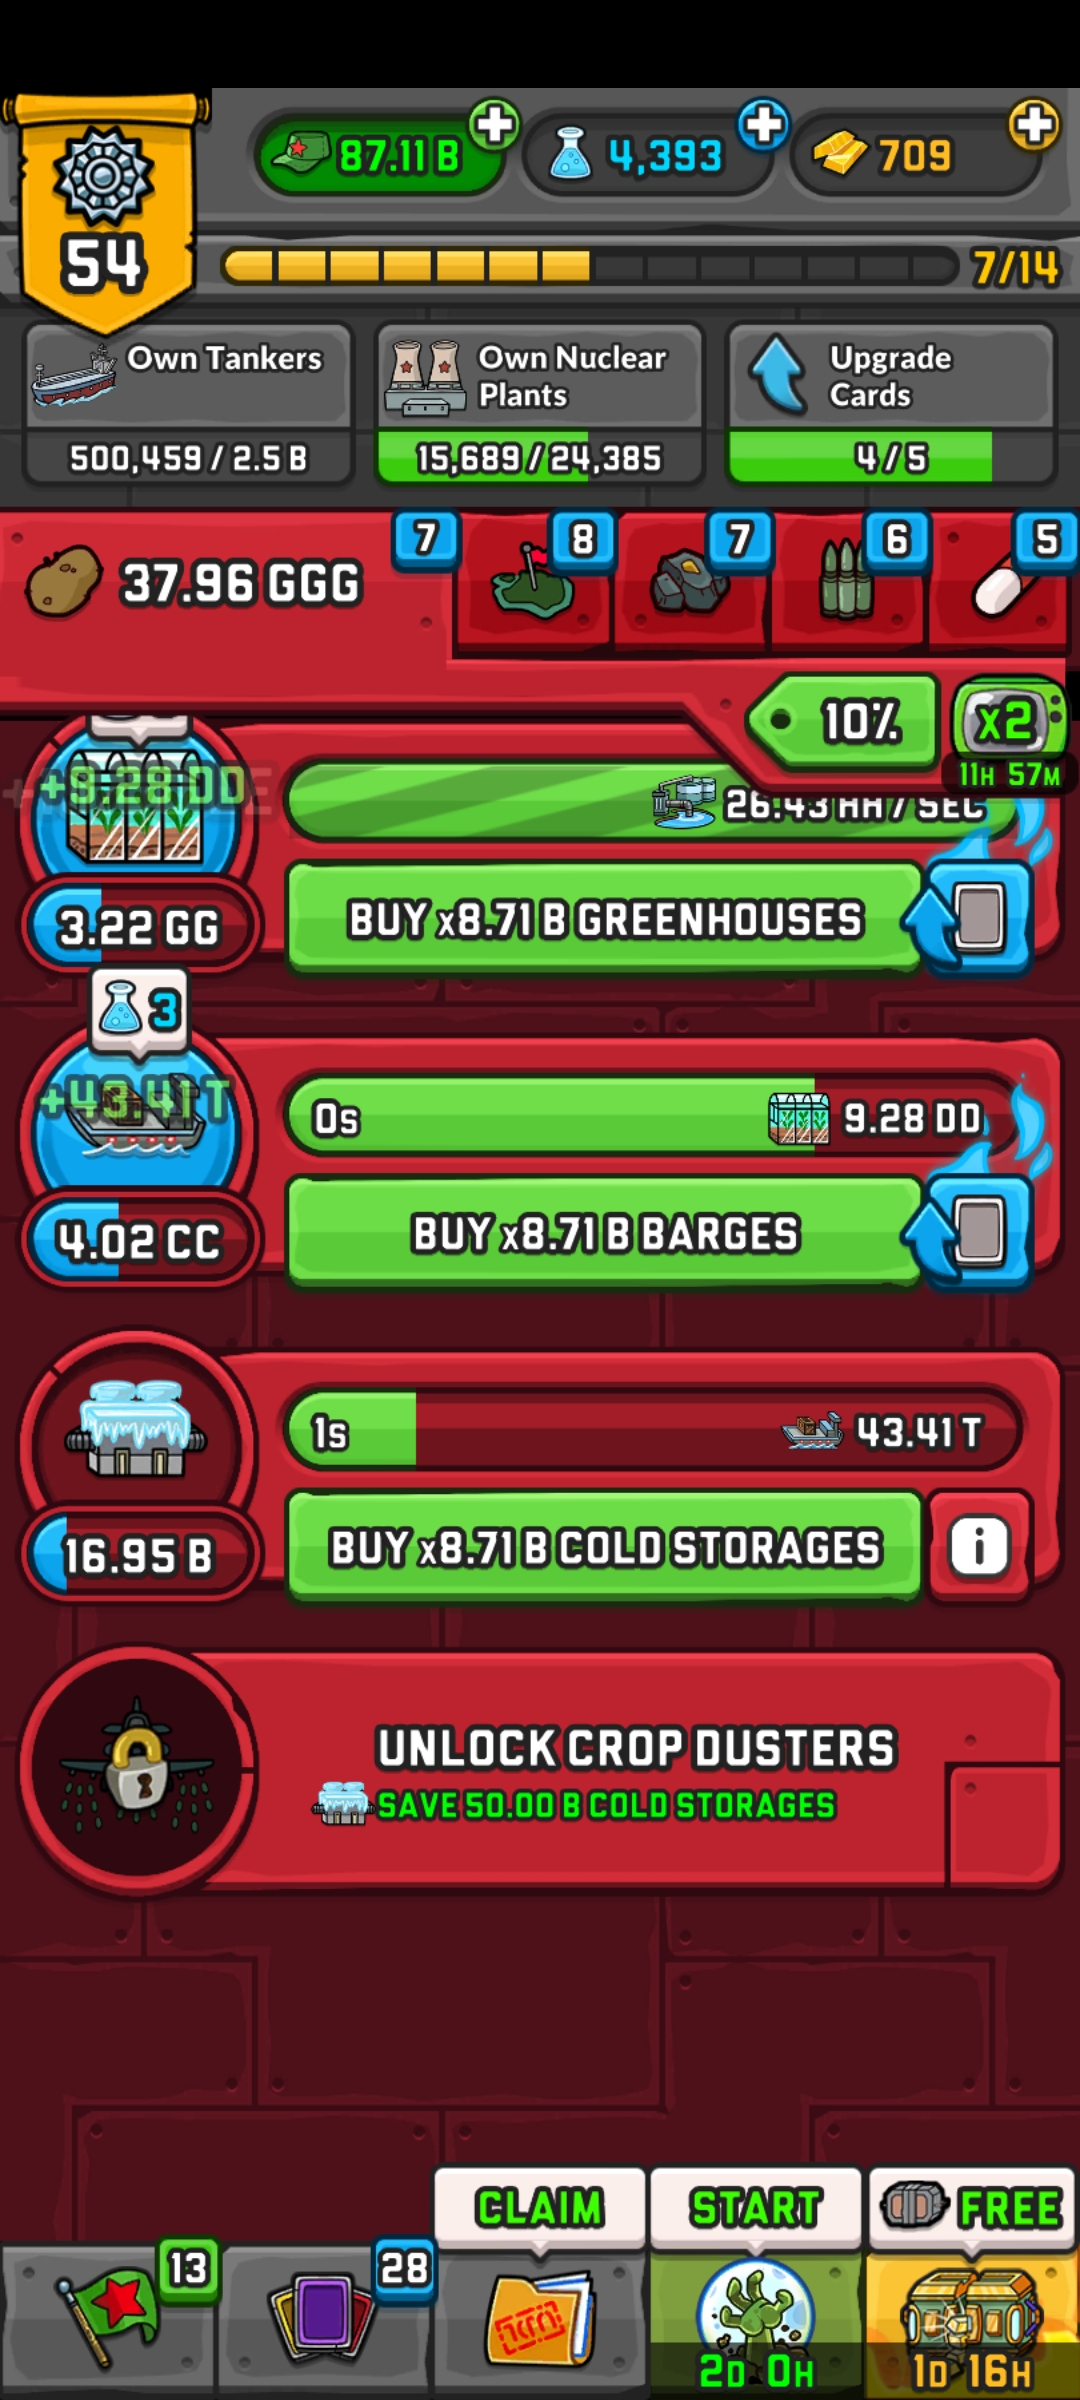 87.11 B
4,393
709
54
7/14
Own Tankers
500,459 / 2.5 B
Own Nuclear
Plants
15,689 / 24,385
Upgrade
Cards
4 / 5
37.96 GGG
7
8
7
6
5
10%
x2
11H 57M
+9.28 DD
26.43 HH / SEC
3.22 GG
BUY x8.71 B GREENHOUSES
3
+43.41 T
0s
9.28 DD
4.02 CC
BUY x8.71 B BARGES
1s
43.41 T
16.95 B
BUY x8.71 B COLD STORAGES
i
UNLOCK CROP DUSTERS
SAVE 50.00 B COLD STORAGES
CLAIM
START
FREE
13
28
2D 0H
1D 16H